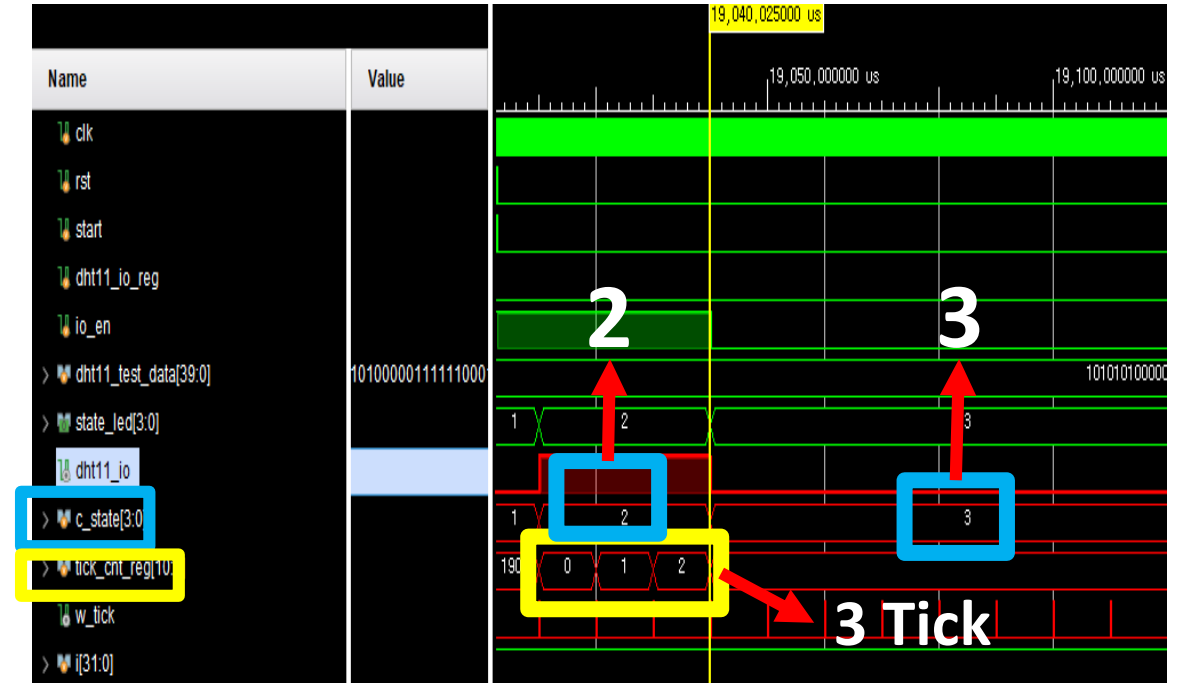 19,040,025000 us
Name
Value
19,050,000000 us
19,100,000000 us
clk
rst
start
dht11_io_reg
io_en
2
3
dht11_test_data[39:0]
10100000111111000
101010100000
state_led[3:0]
1
2
3
dht11_io
c_state[3:0
1
2
3
tick_cnt_reg[10:
190
0
1
2
w_tick
3 Tick
i[31:0]